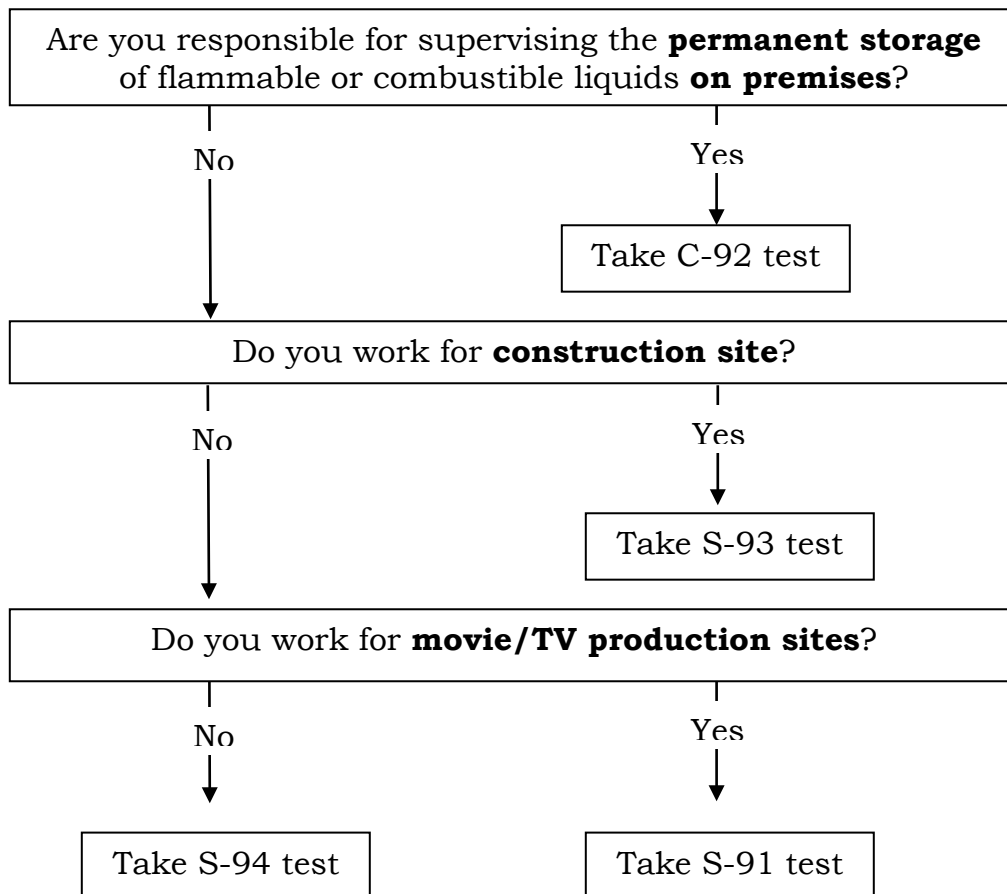 Are you responsible for supervising the permanent storage
of flammable or combustible liquids on premises?
No
Yes
Take C-92 test
Do you work for construction site?
No
Yes
Take S-93 test
Do you work for movie/TV production sites?
No
Yes
Take S-94 test
Take S-91 test